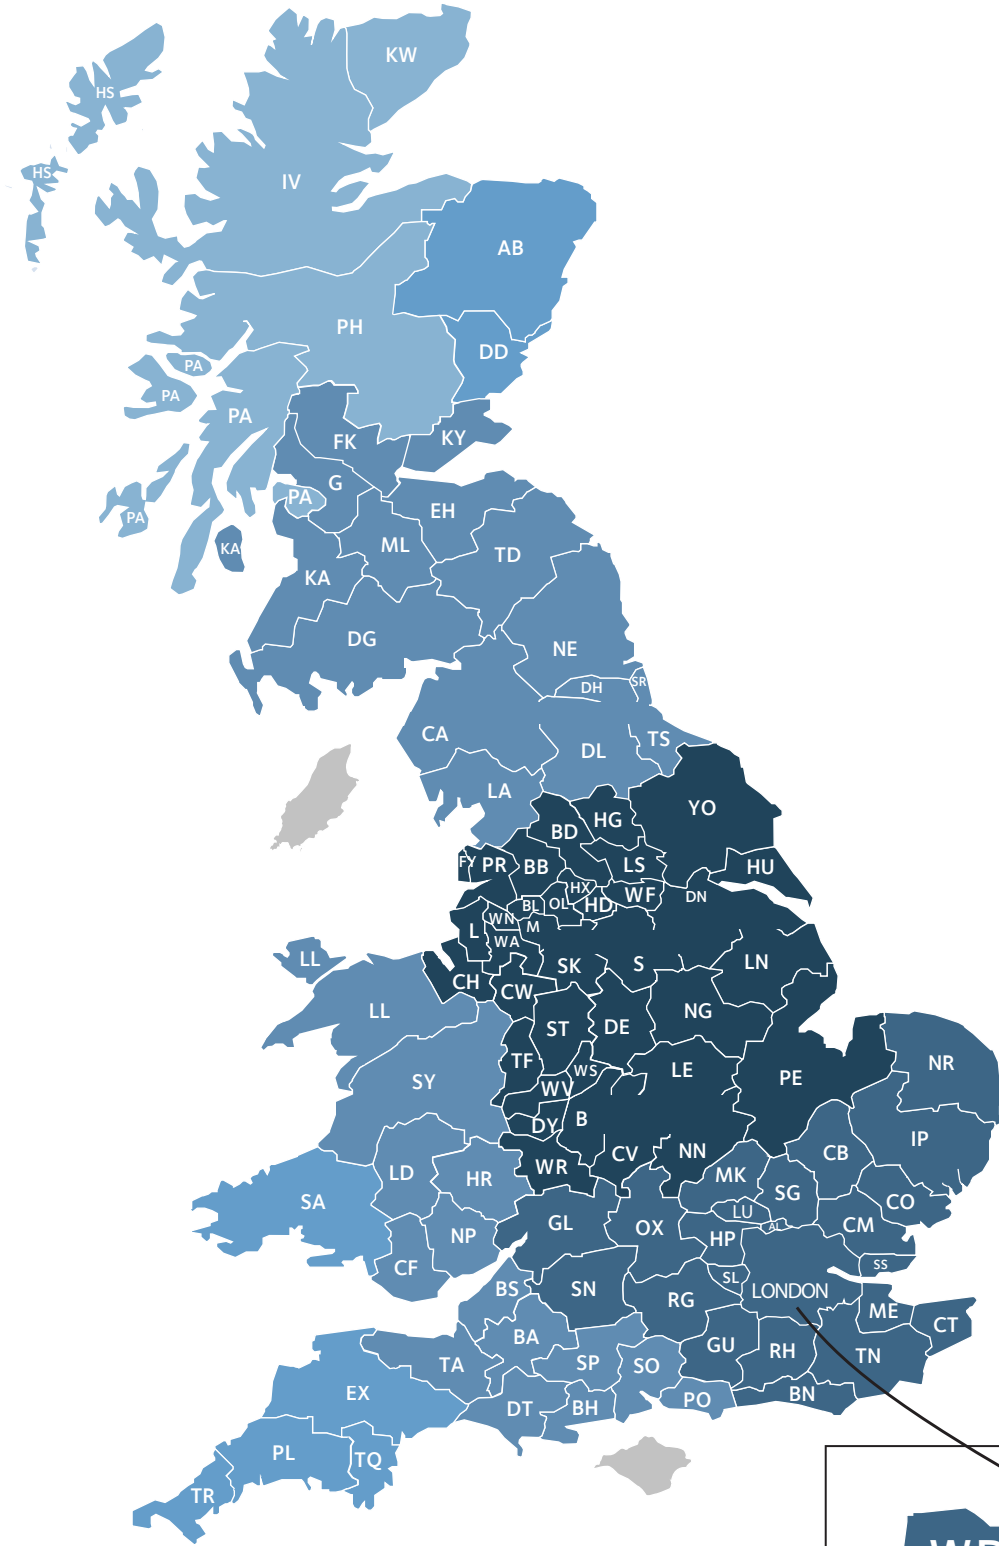 KW
HS
HS
IV
AB
PH
DD
PA
PA
PA
KY
FK
G
PA
EH
PA
ML
KA
TD
KA
DG
NE
SR
DH
CA
TS
DL
LA
YO
HG
BD
FY
PR
BB
LS
HU
HX
WF
DN
BL
OL
HD
WN
M
L
WA
LL
SK
S
LN
CH
CW
LL
NG
ST
DE
TF
NR
WS
LE
PE
SY
WV
B
DY
IP
CV
NN
CB
WR
LD
HR
MK
SG
SA
CO
LU
GL
OX
AL
CM
NP
HP
CF
SS
SL
BS
SN
LONDON
RG
ME
CT
BA
GU
RH
TN
TA
SP
SO
EX
BN
PO
DT
BH
PL
TQ
TR